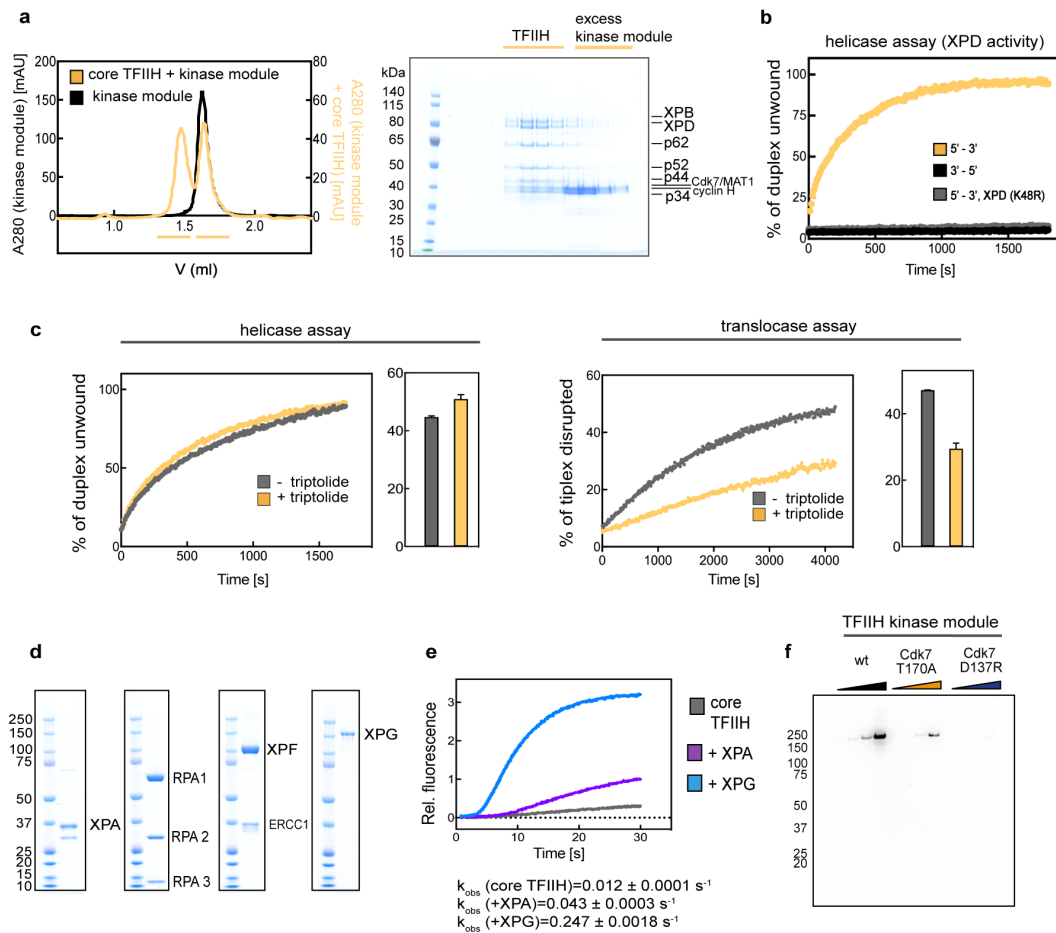 a
TFIIH
excess
kinase module
200
150
100
50
0
80
60
40
20
0
A280 (kinase module) [mAU]
A280 (kinase module
+ core TFIIH) [mAU]
core TFIIH + kinase module
kinase module
1.0
1.5
2.0
V (ml)
kDa
140
115
80
65
50
40
30
25
15
10
XPB
XPD
p62
p52
p44
Cdk7/MAT1
cyclin H
p34
b
helicase assay (XPD activity)
% of duplex unwound
100
75
50
25
0
5' - 3'
3' - 5'
5' - 3', XPD (K48R)
0
500
1000
1500
Time [s]
c
helicase assay
% of duplex unwound
100
50
0
- triptolide
+ triptolide
0
500
1000
1500
Time [s]
60
40
20
0
translocase assay
% of tiplex disrupted
60
40
20
0
- triptolide
+ triptolide
0
1000
2000
3000
4000
Time [s]
40
20
0
d
250
150
100
75
50
37
25
20
15
10
XPA
RPA1
RPA 2
RPA 3
XPF
ERCC1
XPG
e
Rel. fluorescence
3
2
1
0
10
20
30
Time [s]
core
TFIIH
+ XPA
+ XPG
kobs (core TFIIH)=0.012 ± 0.0001 s-1
kobs (+XPA)=0.043 ± 0.0003 s-1
kobs (+XPG)=0.247 ± 0.0018 s-1
f
TFIIH kinase module
wt
Cdk7
T170A
Cdk7
D137R
250
150
100
75
50
37
25
20